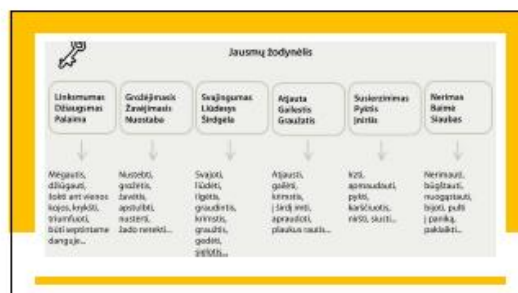 Jausmų žodynėlis
Linksmumas
Džiaugsmas
Palaima
Grožėjimasis
Žavėjimasis
Nuostaba
Svajingumas
Liūdesys
Širdgėla
Atjauta
Gailestis
Graužatis
Susierzinimas
Pyktis
Įniršis
Nerimas
Baimė
Siaubas
Mėgautis,
džiūgauti,
šokti ant vienos
kojos, krykšti,
triumfuoti,
būti septintame
danguje...
Nustebti,
grožėtis,
žavėtis,
apstulbti,
nustėrti,
žado netekti...
Svajoti,
liūdėti,
ilgėtis,
graudintis,
krimstis,
graužtis,
gedėti,
sielotis...
Atjausti,
gailėti,
krimstis,
į širdį imti,
apraudoti,
plaukus rautis...
Irzti,
apmaudauti,
pykti,
karščiuotis,
niršti, siusti...
Nerimauti,
būgštauti,
nuogąstauti,
bijoti, pulti
į paniką,
paklaikti...